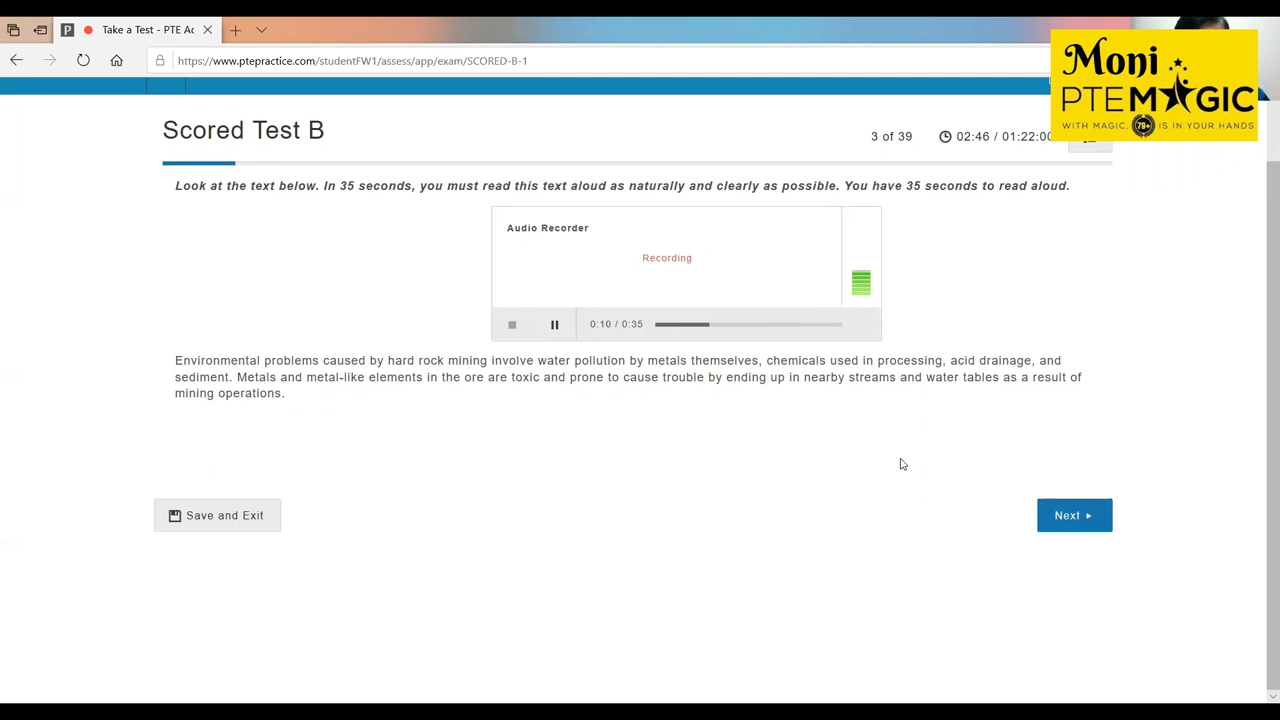 Take a Test - PTE Ac
https://www.ptepractice.com/studentFW1/assess/app/exam/SCORED-B-1
Moni
PTEMAGIC
WITH MAGIC, 79+ IS IN YOUR HANDS
Scored Test B
3 of 39
02:46 / 01:22:00
Look at the text below. In 35 seconds, you must read this text aloud as naturally and clearly as possible. You have 35 seconds to read aloud.
Audio Recorder
Recording
0:10 / 0:35
Environmental problems caused by hard rock mining involve water pollution by metals themselves, chemicals used in processing, acid drainage, and
sediment. Metals and metal-like elements in the ore are toxic and prone to cause trouble by ending up in nearby streams and water tables as a result of
mining operations.
Save and Exit
Next